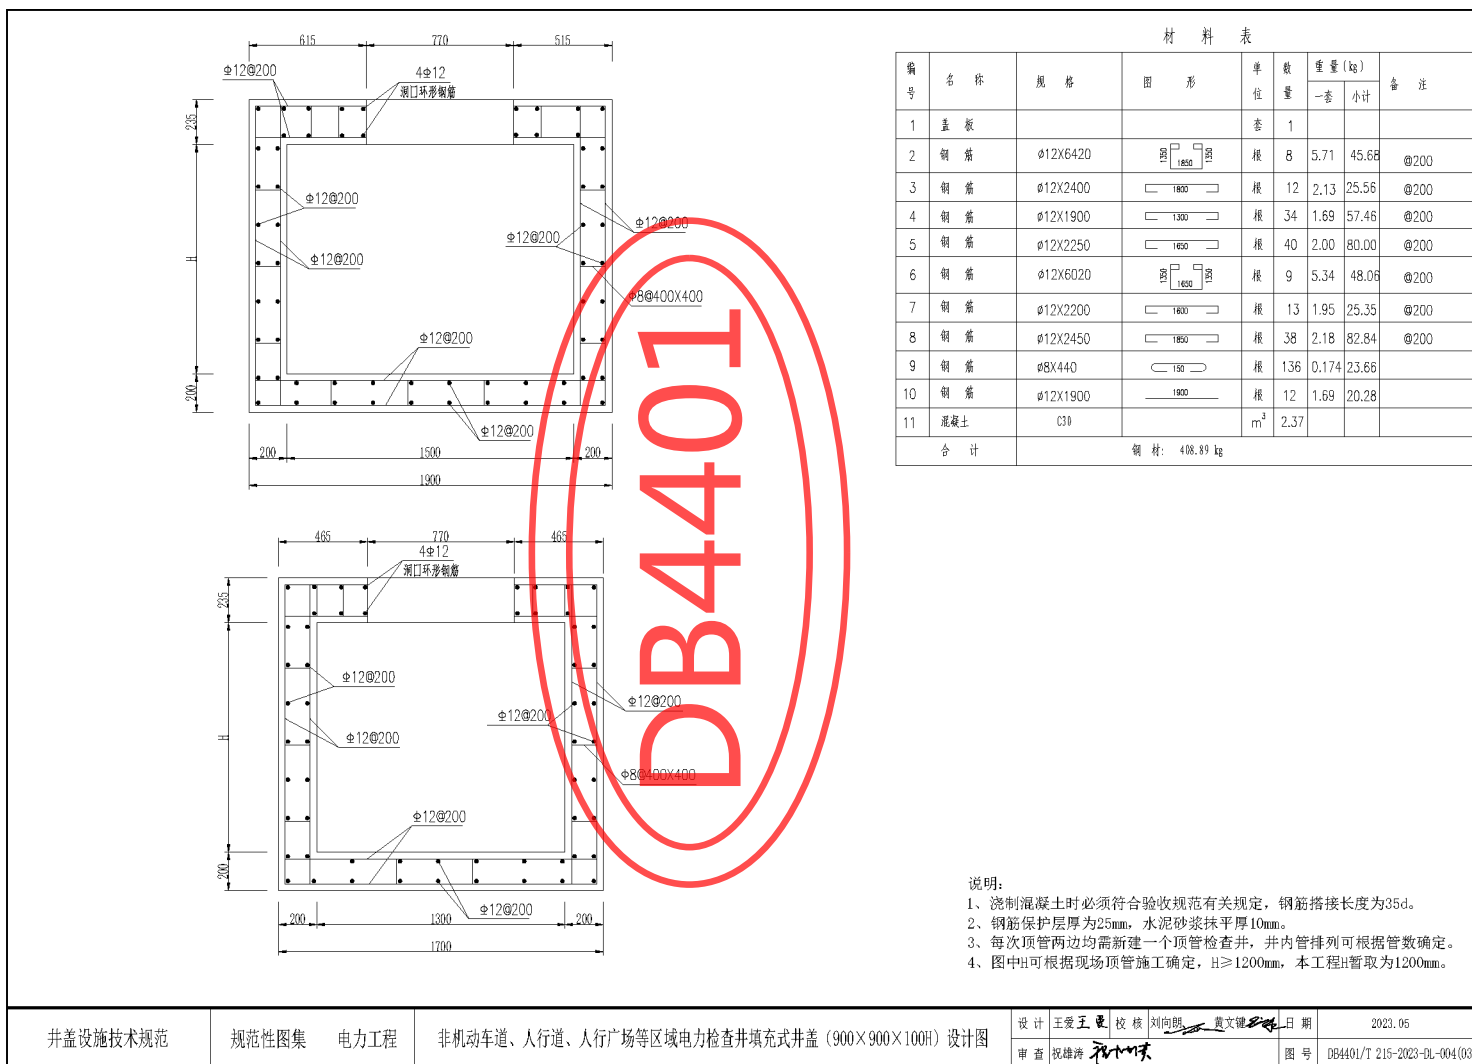 615 770 515
Φ12@200
4Φ12
洞口环形钢筋
235
Φ12@200
Φ12@200
Φ12@200
Φ12@200
H
Φ8@400X400
Φ12@200
200
Φ12@200
200 1500 200
1900
465 770 465
4Φ12
洞口环形钢筋
235
Φ12@200
Φ12@200
Φ12@200
Φ12@200
H
Φ8@400X400
Φ12@200
200
Φ12@200
200 1300 200
1700
DB4401
材 料 表
编号 名 称 规 格 图 形 单位 数量 重量(kg) 备 注
一套 小计
1 盖 板 套 1
2 钢 筋 ø12X6420 1350 1850 1350 根 8 5.71 45.68 @200
3 钢 筋 ø12X2400 1800 根 12 2.13 25.56 @200
4 钢 筋 ø12X1900 1300 根 34 1.69 57.46 @200
5 钢 筋 ø12X2250 1650 根 40 2.00 80.00 @200
6 钢 筋 ø12X6020 1350 1650 1350 根 9 5.34 48.06 @200
7 钢 筋 ø12X2200 1600 根 13 1.95 25.35 @200
8 钢 筋 ø12X2450 1850 根 38 2.18 82.84 @200
9 钢 筋 ø8X440 150 根 136 0.174 23.66
10 钢 筋 ø12X1900 1900 根 12 1.69 20.28
11 混凝土 C30 m³ 2.37
合 计 钢 材: 408.89 kg
说明:
1、浇制混凝土时必须符合验收规范有关规定，钢筋搭接长度为35d。
2、钢筋保护层厚为25mm，水泥砂浆抹平厚10mm。
3、每次顶管两边均需新建一个顶管检查井，井内管排列可根据管数确定。
4、图中H可根据现场顶管施工确定，H≥1200mm，本工程H暂取为1200mm。
井盖设施技术规范 规范性图集 电力工程 非机动车道、人行道、人行广场等区域电力检查井填充式井盖（900×900×100H）设计图
设 计 王爱 校 核 刘向朗 黄文键 日 期 2023.05
审 查 祝雄涛 图 号 DB4401/T 215-2023-DL-004(03